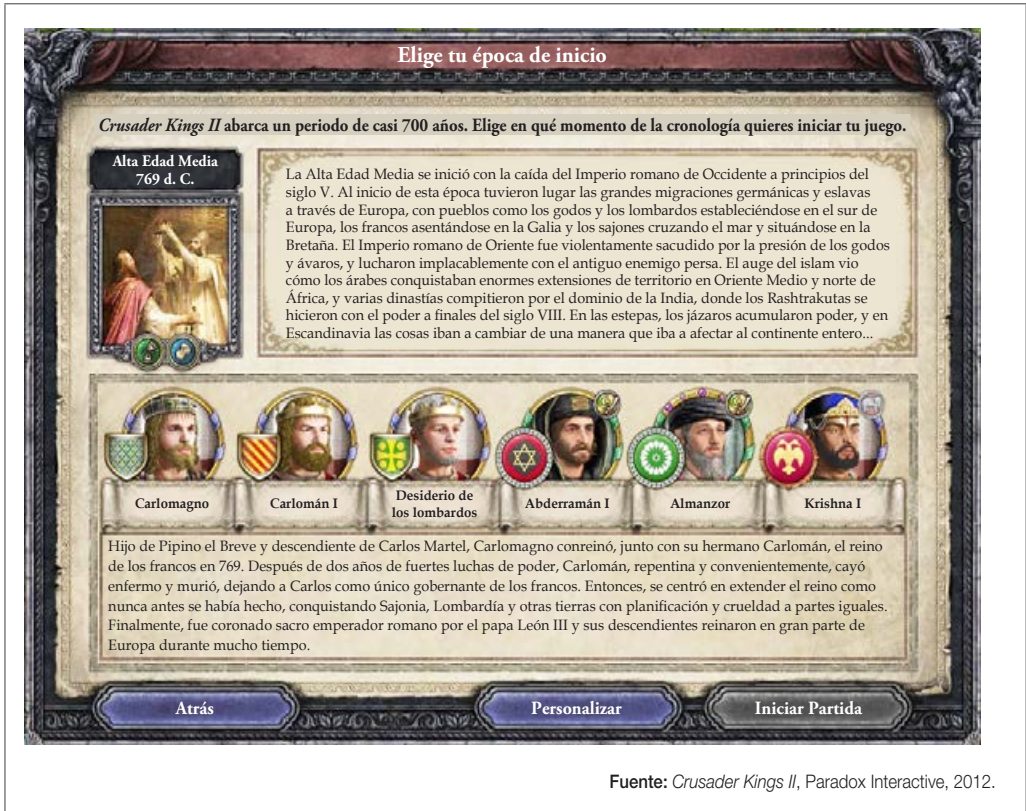 Elige tu época de inicio
Crusader Kings II abarca un periodo de casi 700 años. Elige en qué momento de la cronología quieres iniciar tu juego.
Alta Edad Media
769 d. C.
La Alta Edad Media se inició con la caída del Imperio romano de Occidente a principios del
siglo V. Al inicio de esta época tuvieron lugar las grandes migraciones germánicas y eslavas
a través de Europa, con pueblos como los godos y los lombardos estableciéndose en el sur de
Europa, los francos asentándose en la Galia y los sajones cruzando el mar y situándose en la
Bretaña. El Imperio romano de Oriente fue violentamente sacudido por la presión de los godos
y ávaros, y lucharon implacablemente con el antiguo enemigo persa. El auge del islam vio
cómo los árabes conquistaban enormes extensiones de territorio en Oriente Medio y norte de
África, y varias dinastías compitieron por el dominio de la India, donde los Rashtrakutas se
hicieron con el poder a finales del siglo VIII. En las estepas, los jázaros acumularon poder, y en
Escandinavia las cosas iban a cambiar de una manera que iba a afectar al continente entero...
Carlomagno
Carlomán I
Desiderio de
los lombardos
Abderramán I
Almanzor
Krishna I
Hijo de Pipino el Breve y descendiente de Carlos Martel, Carlomagno conreinó, junto con su hermano Carlomán, el reino
de los francos en 769. Después de dos años de fuertes luchas de poder, Carlomán, repentina y convenientemente, cayó
enfermo y murió, dejando a Carlos como único gobernante de los francos. Entonces, se centró en extender el reino como
nunca antes se había hecho, conquistando Sajonia, Lombardía y otras tierras con planificación y crueldad a partes iguales.
Finalmente, fue coronado sacro emperador romano por el papa León III y sus descendientes reinaron en gran parte de
Europa durante mucho tiempo.
Atrás
Personalizar
Iniciar Partida
Fuente: Crusader Kings II, Paradox Interactive, 2012.